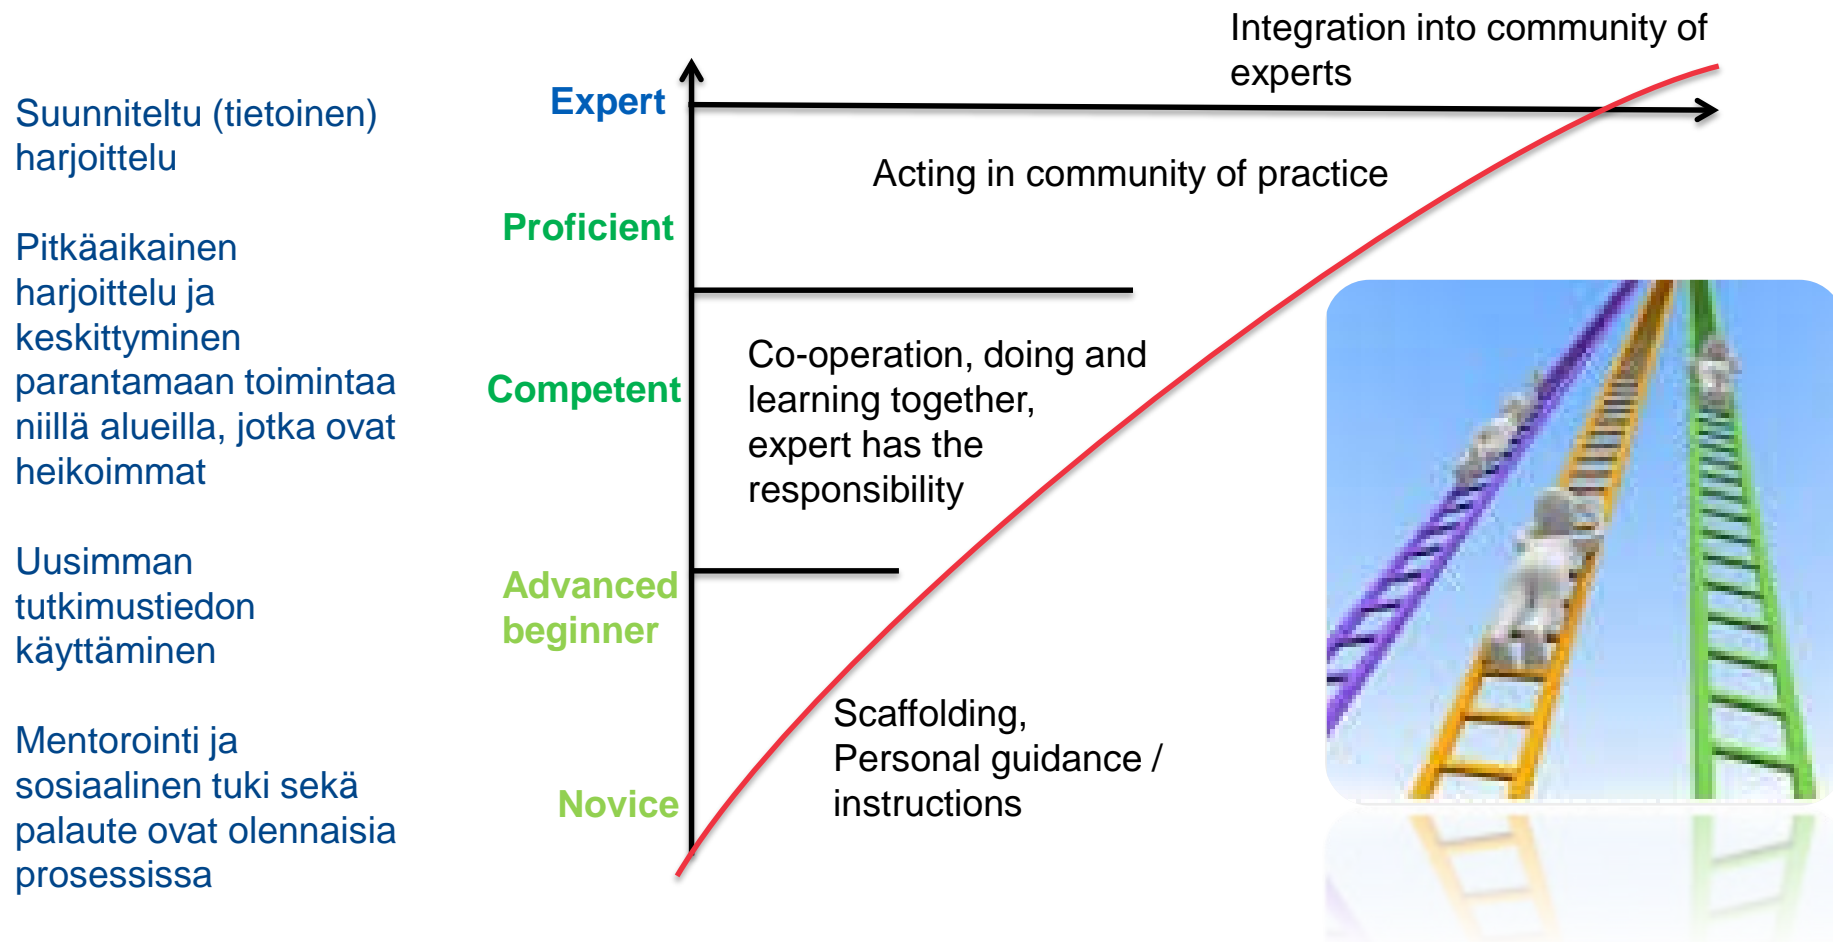 Suunniteltu (tietoinen)
harjoittelu
Pitkäaikainen
harjoittelu ja
keskittyminen
parantamaan toimintaa
niillä alueilla, jotka ovat
heikoimmat
Uusimman
tutkimustiedon
käyttäminen
Mentorointi ja
sosiaalinen tuki sekä
palaute ovat olennaisia
prosessissa
Expert
Proficient
Competent
Advanced
beginner
Novice
Integration into community of
experts
Acting in community of practice
Co-operation, doing and
learning together,
expert has the
responsibility
Scaffolding,
Personal guidance /
instructions